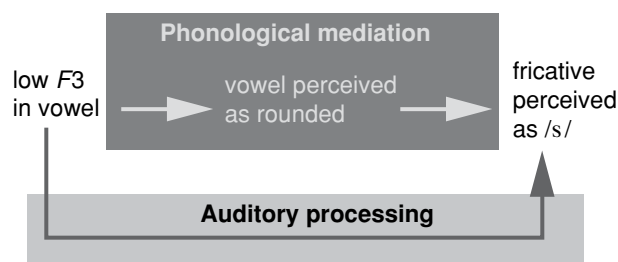 Phonological mediation
low F3
in vowel
vowel perceived
as rounded
fricative
perceived
as /s/
Auditory processing